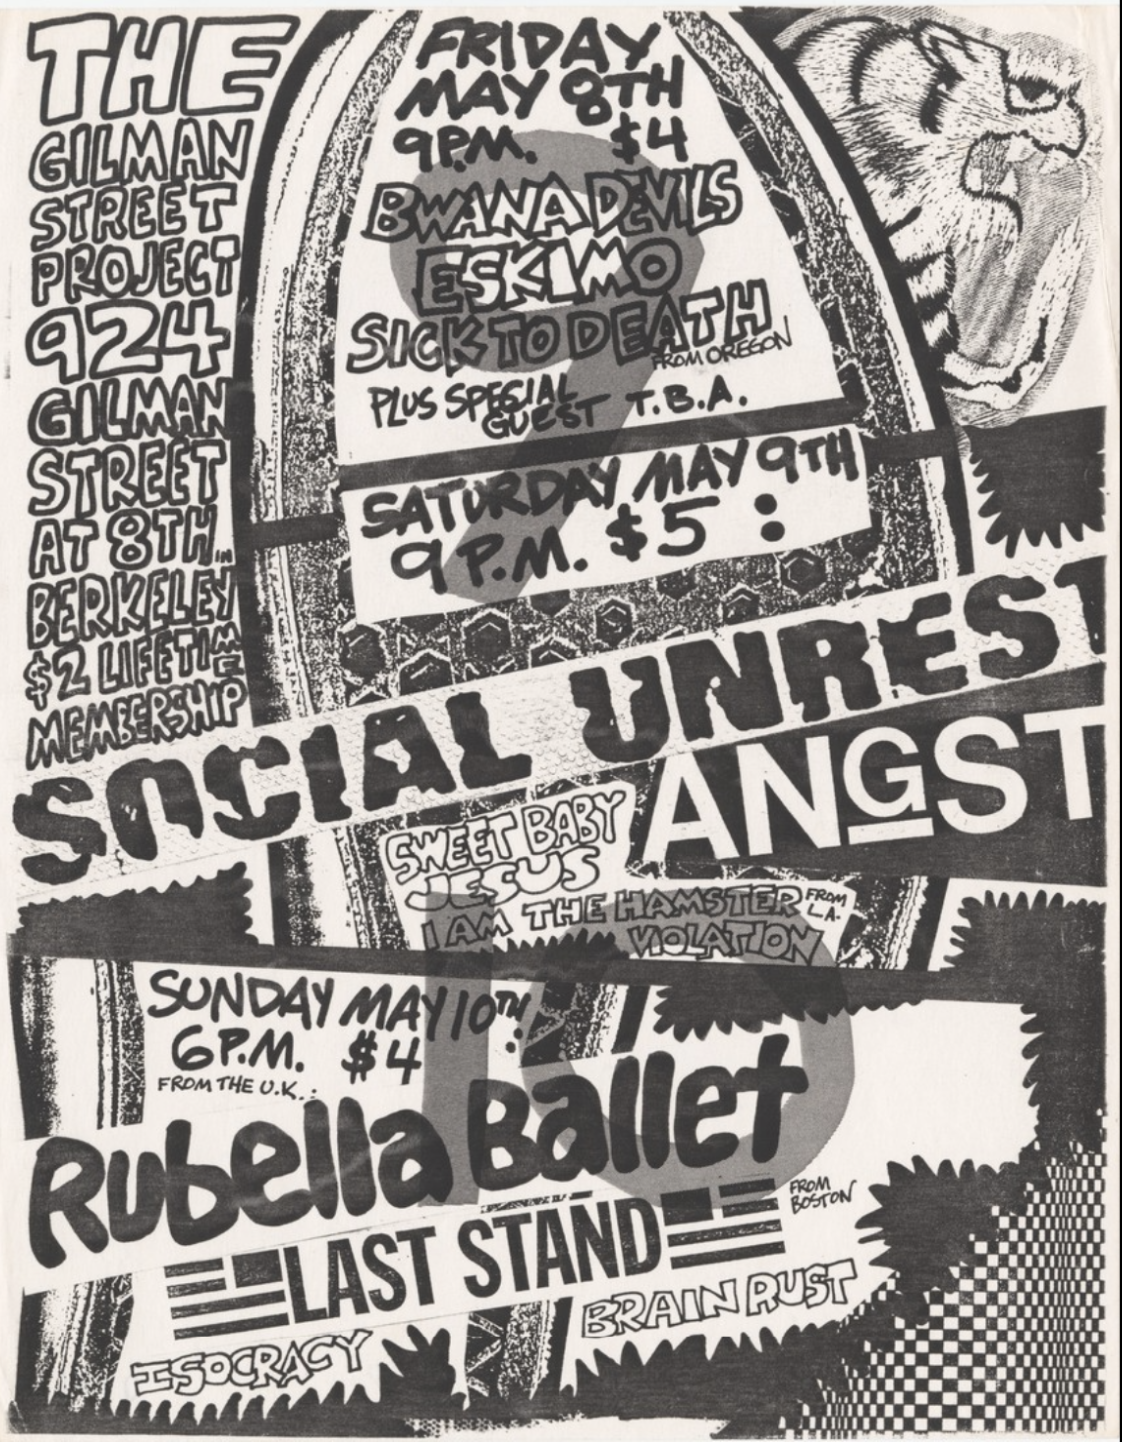 THE
GILMAN
STREET
PROJECT
924
GILMAN
STREET
AT 8TH IN
BERKELEY
$2 LIFETIME
MEMBERSHIP
FRIDAY
MAY 8TH
9P.M. $4
BWANA DEVILS
ESKIMO
SICK TO DEATH
FROM OREGON
PLUS SPECIAL
GUEST T.B.A.
SATURDAY MAY 9TH
9 P.M. $5 :
SOCIAL UNREST
ANGST
SWEET BABY
JESUS
I AM THE HAMSTER
FROM
L.A.
VIOLATION
SUNDAY MAY 10TH:
6 P.M. $4
FROM THE U.K.:
Rubella Ballet
LAST STAND
FROM
BOSTON
BRAIN RUST
ISOCRACY